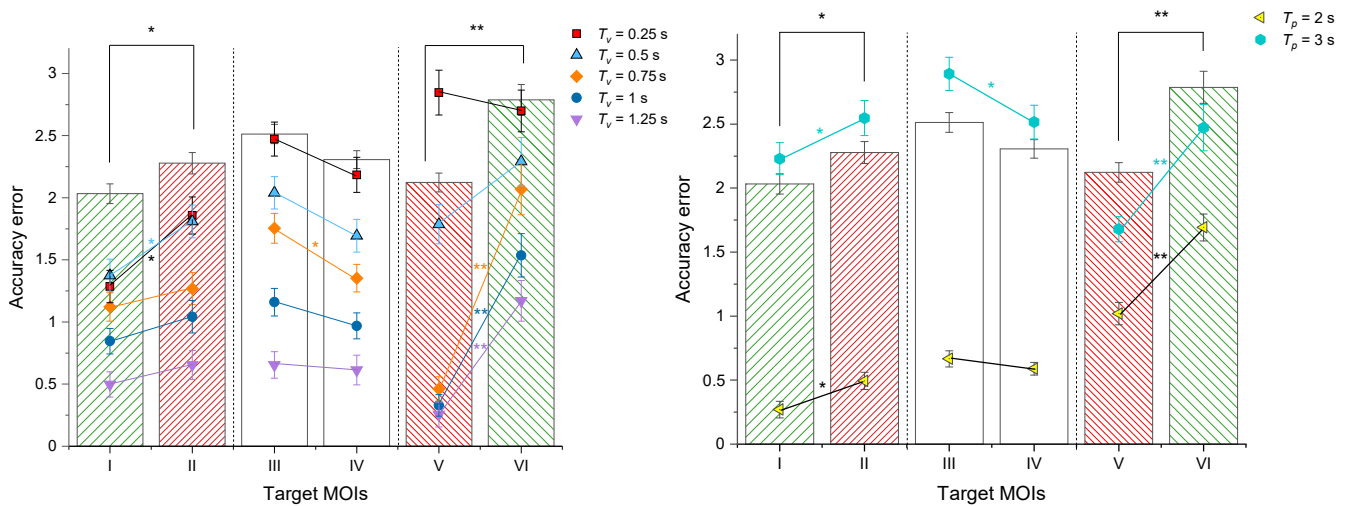 *
**
T_v = 0.25 s
T_v = 0.5 s
T_v = 0.75 s
T_v = 1 s
T_v = 1.25 s
3
2.5
2
1.5
1
0.5
0
Accuracy error
*
*
*
**
**
**
I II III IV V VI
Target MOIs
*
**
T_p = 2 s
T_p = 3 s
3
2.5
2
1.5
1
0.5
0
Accuracy error
*
*
**
**
*
I II III IV V VI
Target MOIs